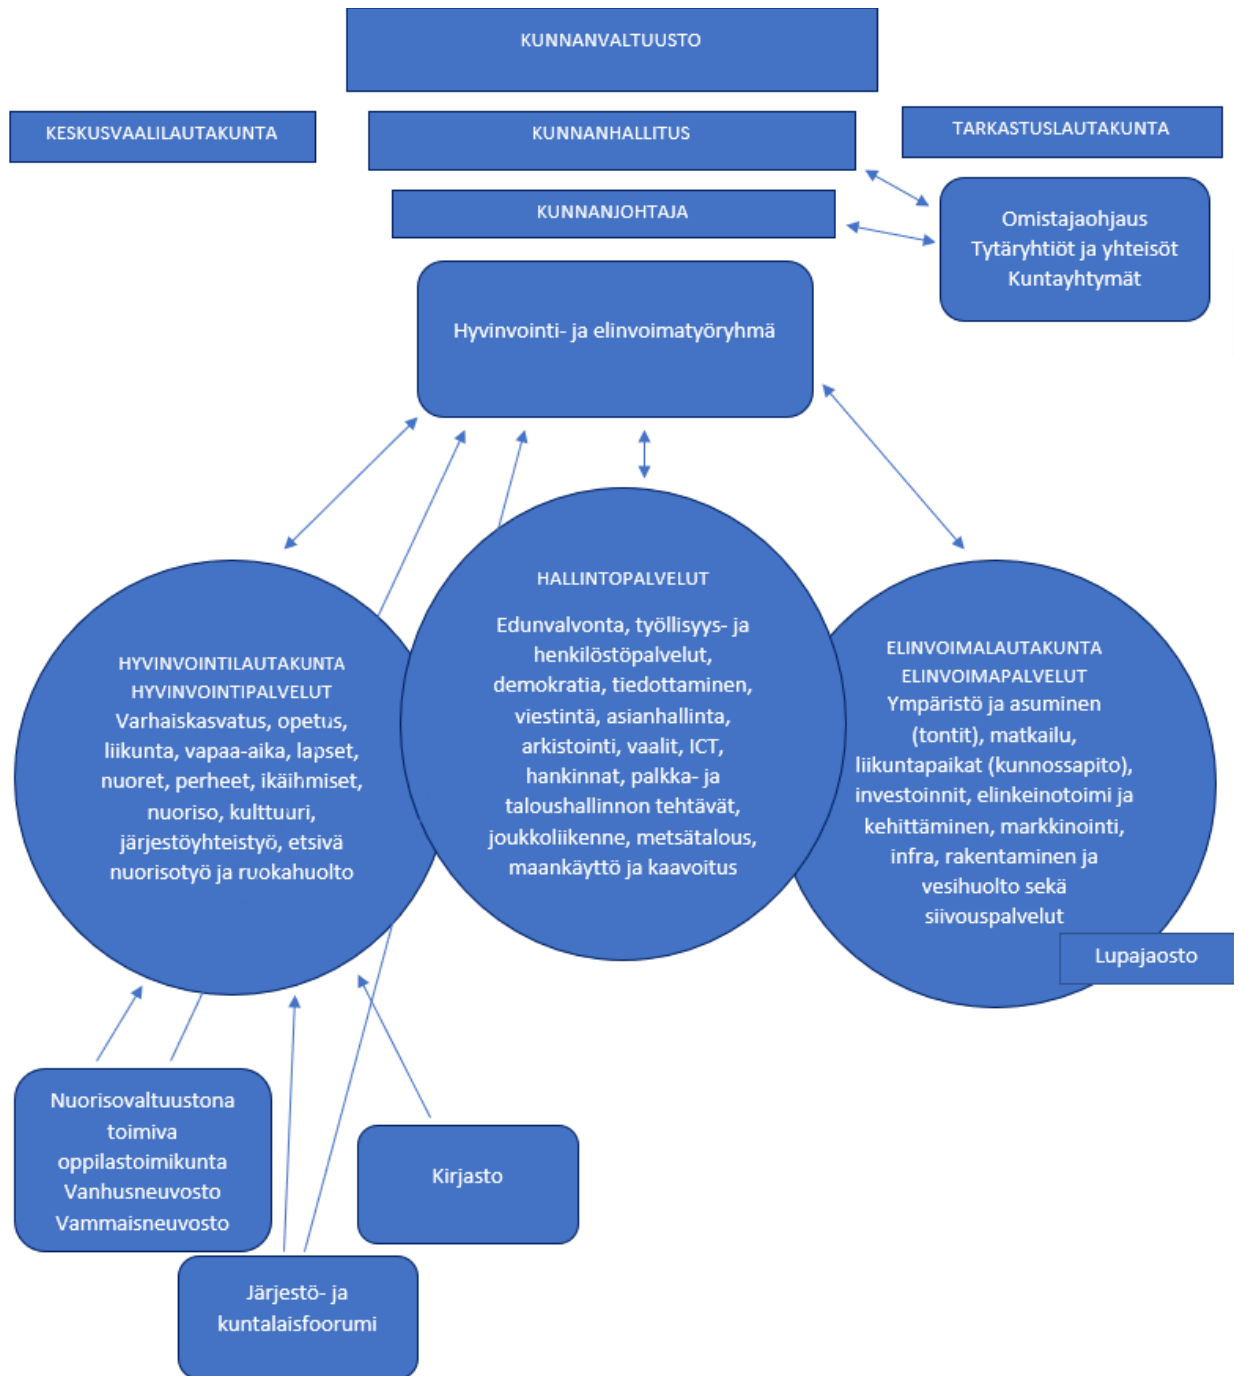 KUNNANVALTUUSTO
KESKUSVAALILAUTAKUNTA
KUNNANHALLITUS
TARKASTUSLAUTAKUNTA
KUNNANJOHTAJA
Omistajaohjaus
Tytäryhtiöt ja yhteisöt
Kuntayhtymät
Hyvinvointi- ja elinvoimatyöryhmä
HYVINVOINTILAUTAKUNTA
HYVINVOINTIPALVELUT
Varhaiskasvatus, opetus,
liikunta, vapaa-aika, lapset,
nuoret, perheet, ikäihmiset,
nuoriso, kulttuuri,
järjestöyhteistyö, etsivä
nuorisotyö ja ruokahuolto
HALLINTOPALVELUT
Edunvalvonta, työllisyys- ja
henkilöstöpalvelut,
demokratia, tiedottaminen,
viestintä, asianhallinta,
arkistointi, vaalit, ICT,
hankinnat, palkka- ja
taloushallinnon tehtävät,
joukkoliikenne, metsätalous,
maankäyttö ja kaavoitus
ELINVOIMALAUTAKUNTA
ELINVOIMAPALVELUT
Ympäristö ja asuminen
(tontit), matkailu,
liikuntapaikat (kunnossapito),
investoinnit, elinkeinotoimi ja
kehittäminen, markkinointi,
infra, rakentaminen ja
vesihuolto sekä
siivouspalvelut
Lupajaosto
Nuorisovaltuustona
toimiva
oppilastoimikunta
Vanhusneuvosto
Vammaisneuvosto
Kirjasto
Järjestö- ja
kuntalaisfoorumi